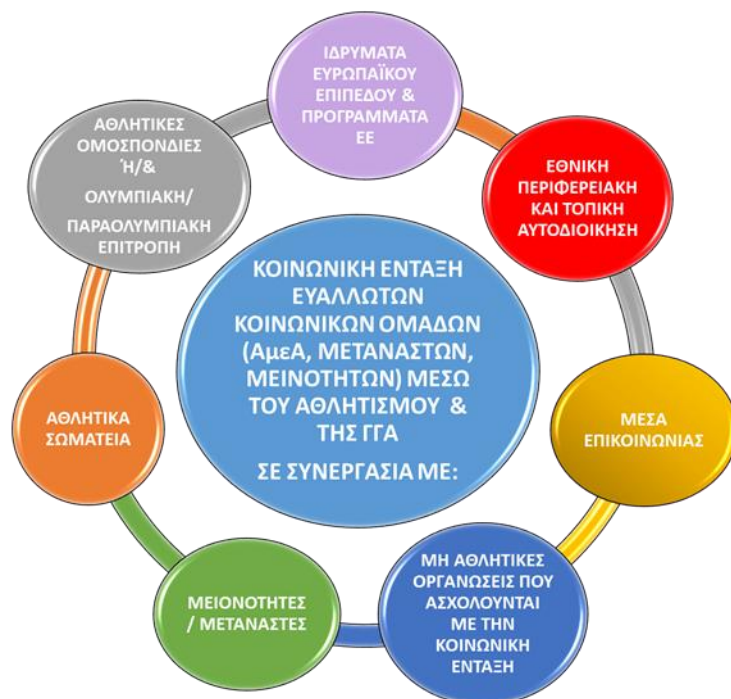 ΙΔΡΥΜΑΤΑ
ΕΥΡΩΠΑΪΚΟΥ
ΕΠΙΠΕΔΟΥ &
ΠΡΟΓΡΑΜΜΑΤΑ
ΕΕ
ΕΘΝΙΚΗ
ΠΕΡΙΦΕΡΕΙΑΚΗ
ΚΑΙ ΤΟΠΙΚΗ
ΑΥΤΟΔΙΟΙΚΗΣΗ
ΜΕΣΑ
ΕΠΙΚΟΙΝΩΝΙΑΣ
ΜΗ ΑΘΛΗΤΙΚΕΣ
ΟΡΓΑΝΩΣΕΙΣ ΠΟΥ
ΑΣΧΟΛΟΥΝΤΑΙ
ΜΕ ΤΗΝ
ΚΟΙΝΩΝΙΚΗ
ΕΝΤΑΞΗ
ΜΕΙΟΝΟΤΗΤΕΣ
/ ΜΕΤΑΝΑΣΤΕΣ
ΑΘΛΗΤΙΚΑ
ΣΩΜΑΤΕΙΑ
ΑΘΛΗΤΙΚΕΣ
ΟΜΟΣΠΟΝΔΙΕΣ
Ή/&
ΟΛΥΜΠΙΑΚΗ/
ΠΑΡΑΟΛΥΜΠΙΑΚΗ
ΕΠΙΤΡΟΠΗ
ΚΟΙΝΩΝΙΚΗ ΕΝΤΑΞΗ
ΕΥΑΛΛΩΤΩΝ
ΚΟΙΝΩΝΙΚΩΝ ΟΜΑΔΩΝ
(ΑμεΑ, ΜΕΤΑΝΑΣΤΩΝ,
ΜΕΙΝΟΤΗΤΩΝ) ΜΕΣΩ
ΤΟΥ ΑΘΛΗΤΙΣΜΟΥ &
ΤΗΣ ΓΓΑ
ΣΕ ΣΥΝΕΡΓΑΣΙΑ ΜΕ: